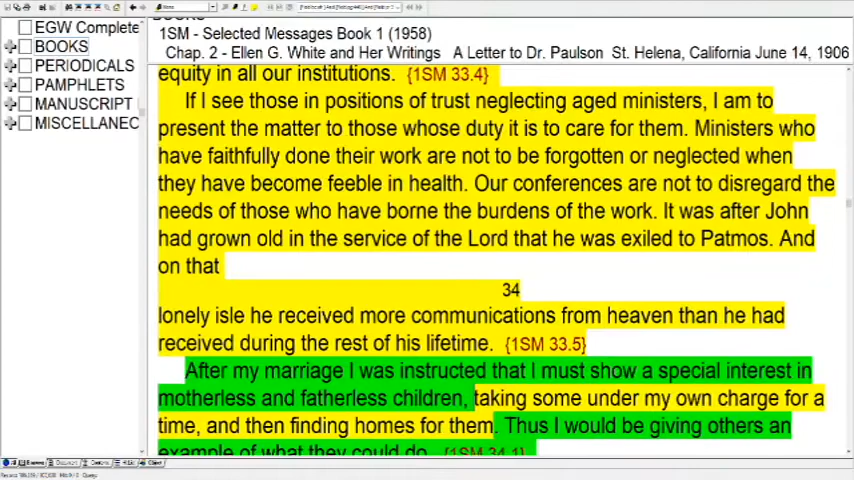 EGW Complete
BOOKS
PERIODICALS
PAMPHLETS
MANUSCRIPT
MISCELLANEC
1SM - Selected Messages Book 1 (1958)
Chap. 2 - Ellen G. White and Her Writings   A Letter to Dr. Paulson   St. Helena, California June 14, 1906
equity in all our institutions. {1SM 33.4}
If I see those in positions of trust neglecting aged ministers, I am to
present the matter to those whose duty it is to care for them. Ministers who
have faithfully done their work are not to be forgotten or neglected when
they have become feeble in health. Our conferences are not to disregard the
needs of those who have borne the burdens of the work. It was after John
had grown old in the service of the Lord that he was exiled to Patmos. And
on that
34
lonely isle he received more communications from heaven than he had
received during the rest of his lifetime. {1SM 33.5}
After my marriage I was instructed that I must show a special interest in
motherless and fatherless children, taking some under my own charge for a
time, and then finding homes for them. Thus I would be giving others an
example of what they could do. {1SM 34.1}